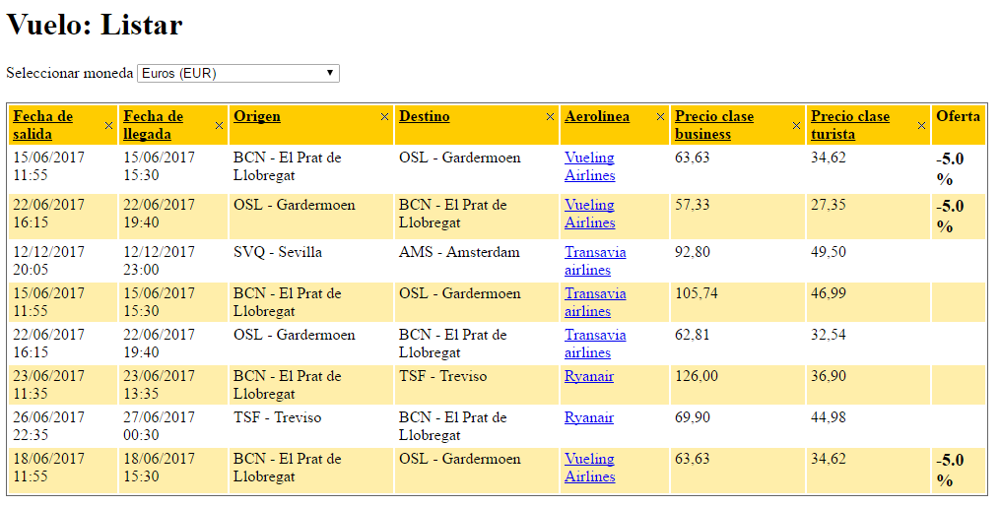 Vuelo: Listar
Seleccionar moneda Euros (EUR)
Fecha de salida Fecha de llegada Origen Destino Aerolínea Precio clase business Precio clase turista Oferta
15/06/2017 11:55 15/06/2017 15:30 BCN - El Prat de Llobregat OSL - Gardermoen Vueling Airlines 63,63 34,62 -5.0 %
22/06/2017 16:15 22/06/2017 19:40 OSL - Gardermoen BCN - El Prat de Llobregat Vueling Airlines 57,33 27,35 -5.0 %
12/12/2017 20:05 12/12/2017 23:00 SVQ - Sevilla AMS - Amsterdam Transavia airlines 92,80 49,50
15/06/2017 11:55 15/06/2017 15:30 BCN - El Prat de Llobregat OSL - Gardermoen Transavia airlines 105,74 46,99
22/06/2017 16:15 22/06/2017 19:40 OSL - Gardermoen BCN - El Prat de Llobregat Transavia airlines 62,81 32,54
23/06/2017 11:35 23/06/2017 13:35 BCN - El Prat de Llobregat TSF - Treviso Ryanair 126,00 36,90
26/06/2017 22:35 27/06/2017 00:30 TSF - Treviso BCN - El Prat de Llobregat Ryanair 69,90 44,98
18/06/2017 11:55 18/06/2017 15:30 BCN - El Prat de Llobregat OSL - Gardermoen Vueling Airlines 63,63 34,62 -5.0 %